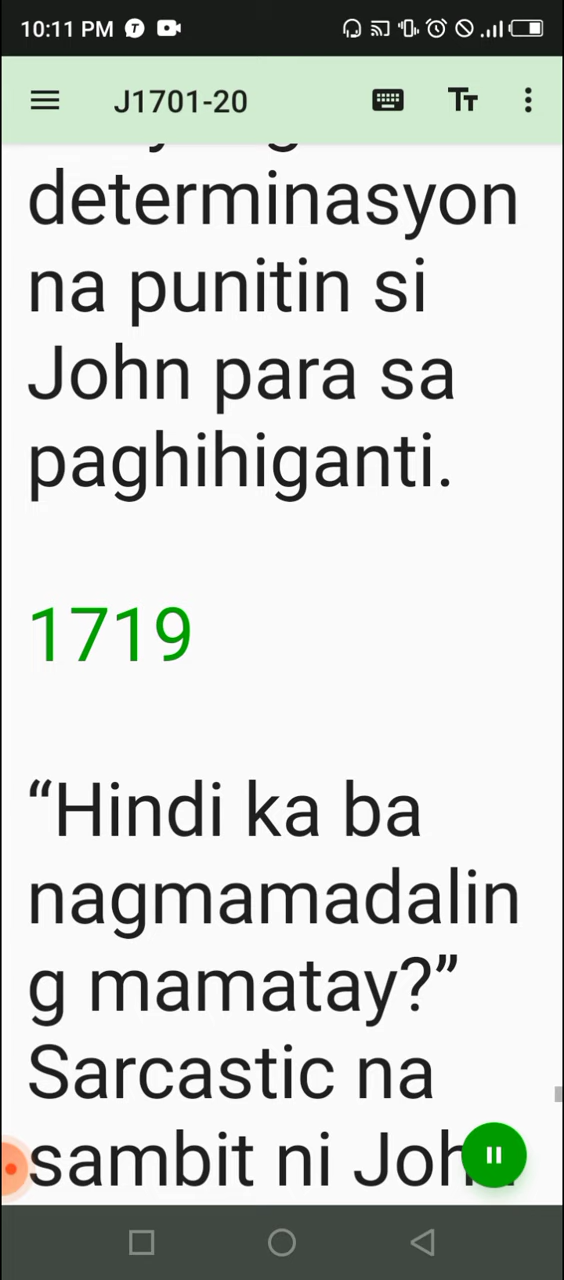 10:11 PM
J1701-20
determinasyon
na punitin si
John para sa
paghihiganti.
1719
“Hindi ka ba
nagmamadalin
g mamatay?”
Sarcastic na
sambit ni John